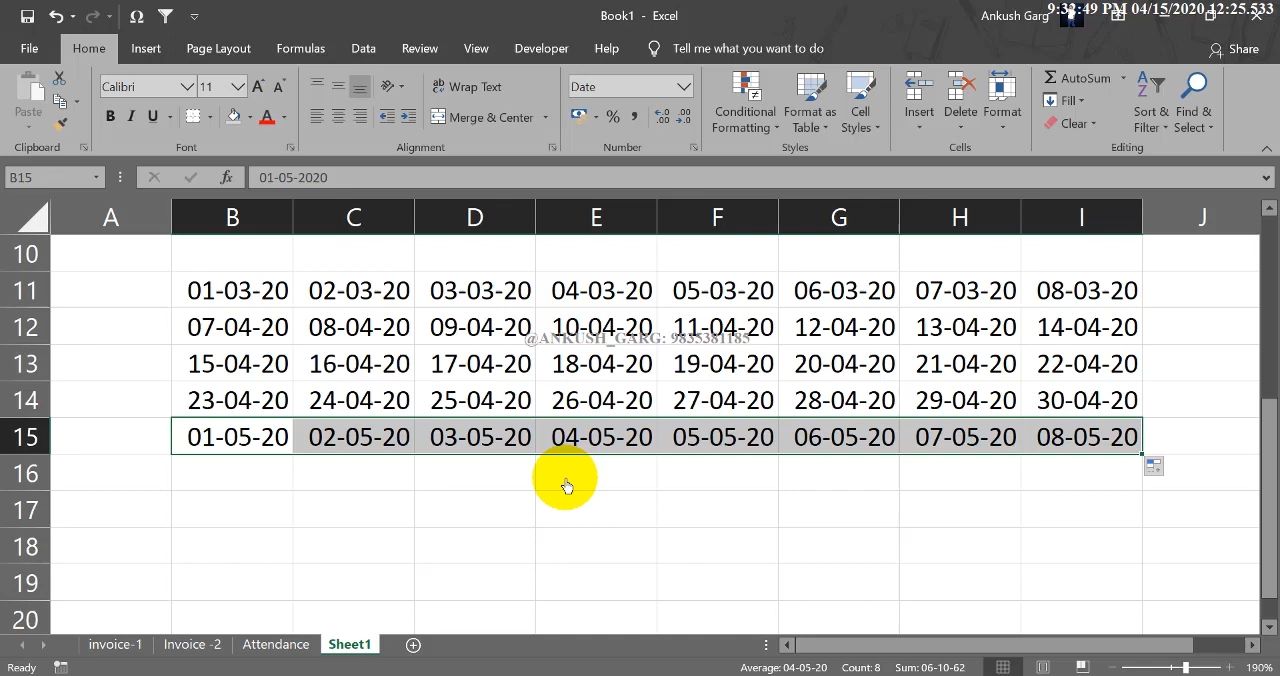 Book1 - Excel
Ankush Garg
9:32:49 PM 04/15/2020 12:25.533
File Home Insert Page Layout Formulas Data Review View Developer Help Tell me what you want to do Share
Paste
Calibri 11
B I U
Wrap Text
Merge & Center
Date
Conditional Formatting
Format as Table
Cell Styles
Insert
Delete
Format
AutoSum
Fill
Clear
Sort & Filter
Find & Select
Clipboard Font Alignment Number Styles Cells Editing
B15 fx 01-05-2020
A B C D E F G H I J
10
11 01-03-20 02-03-20 03-03-20 04-03-20 05-03-20 06-03-20 07-03-20 08-03-20
12 07-04-20 08-04-20 09-04-20 10-04-20 11-04-20 12-04-20 13-04-20 14-04-20
@ANKUSH_GARG: 9835381185
13 15-04-20 16-04-20 17-04-20 18-04-20 19-04-20 20-04-20 21-04-20 22-04-20
14 23-04-20 24-04-20 25-04-20 26-04-20 27-04-20 28-04-20 29-04-20 30-04-20
15 01-05-20 02-05-20 03-05-20 04-05-20 05-05-20 06-05-20 07-05-20 08-05-20
16
17
18
19
20
invoice-1 Invoice -2 Attendance Sheet1
Ready Average: 04-05-20 Count: 8 Sum: 06-10-62 190%